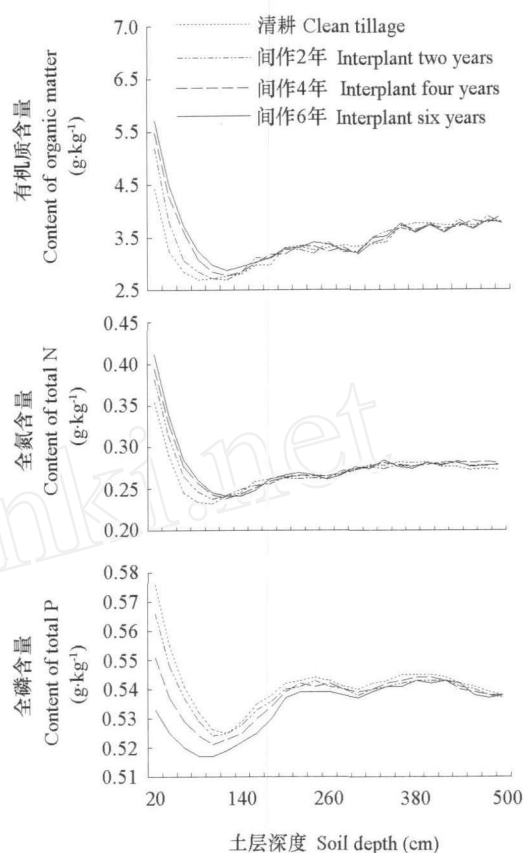 清耕 Clean tillage
间作2年 Interplant two years
间作4年 Interplant four years
间作6年 Interplant six years
有机质含量
Content of organic matter
(g·kg⁻¹)
7.0
6.5
5.5
4.5
3.5
2.5
全氮含量
Content of total N
(g·kg⁻¹)
0.45
0.40
0.35
0.30
0.25
0.20
全磷含量
Content of total P
(g·kg⁻¹)
0.58
0.57
0.56
0.55
0.54
0.53
0.52
0.51
20 140 260 380 500
土层深度 Soil depth (cm)
nki.net